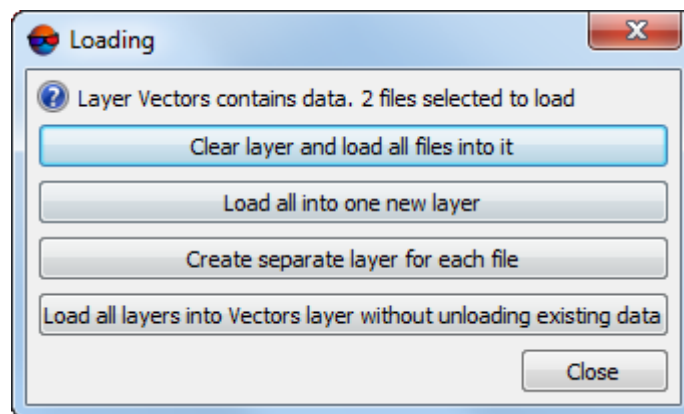 Loading
Layer Vectors contains data. 2 files selected to load
Clear layer and load all files into it
Load all into one new layer
Create separate layer for each file
Load all layers into Vectors layer without unloading existing data
Close